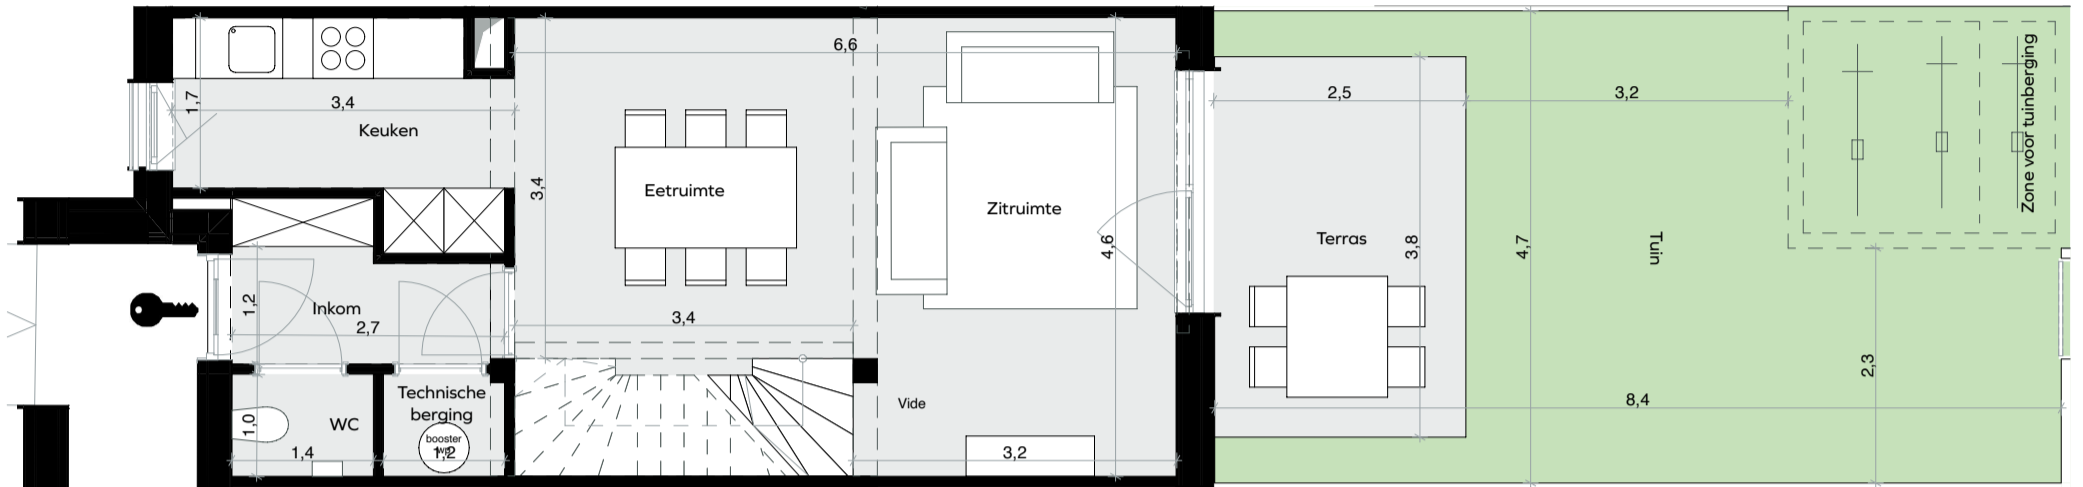 6,6
1,7
3,4
Keuken
3,4
Eetruimte
Zitruimte
4,6
2,5
3,2
Zone voor tuinberging
Terras
3,8
4,7
Tuin
1,2
Inkom
2,7
3,4
2,3
Technische
berging
booster
1,2
WC
1,0
1,4
Vide
3,2
8,4